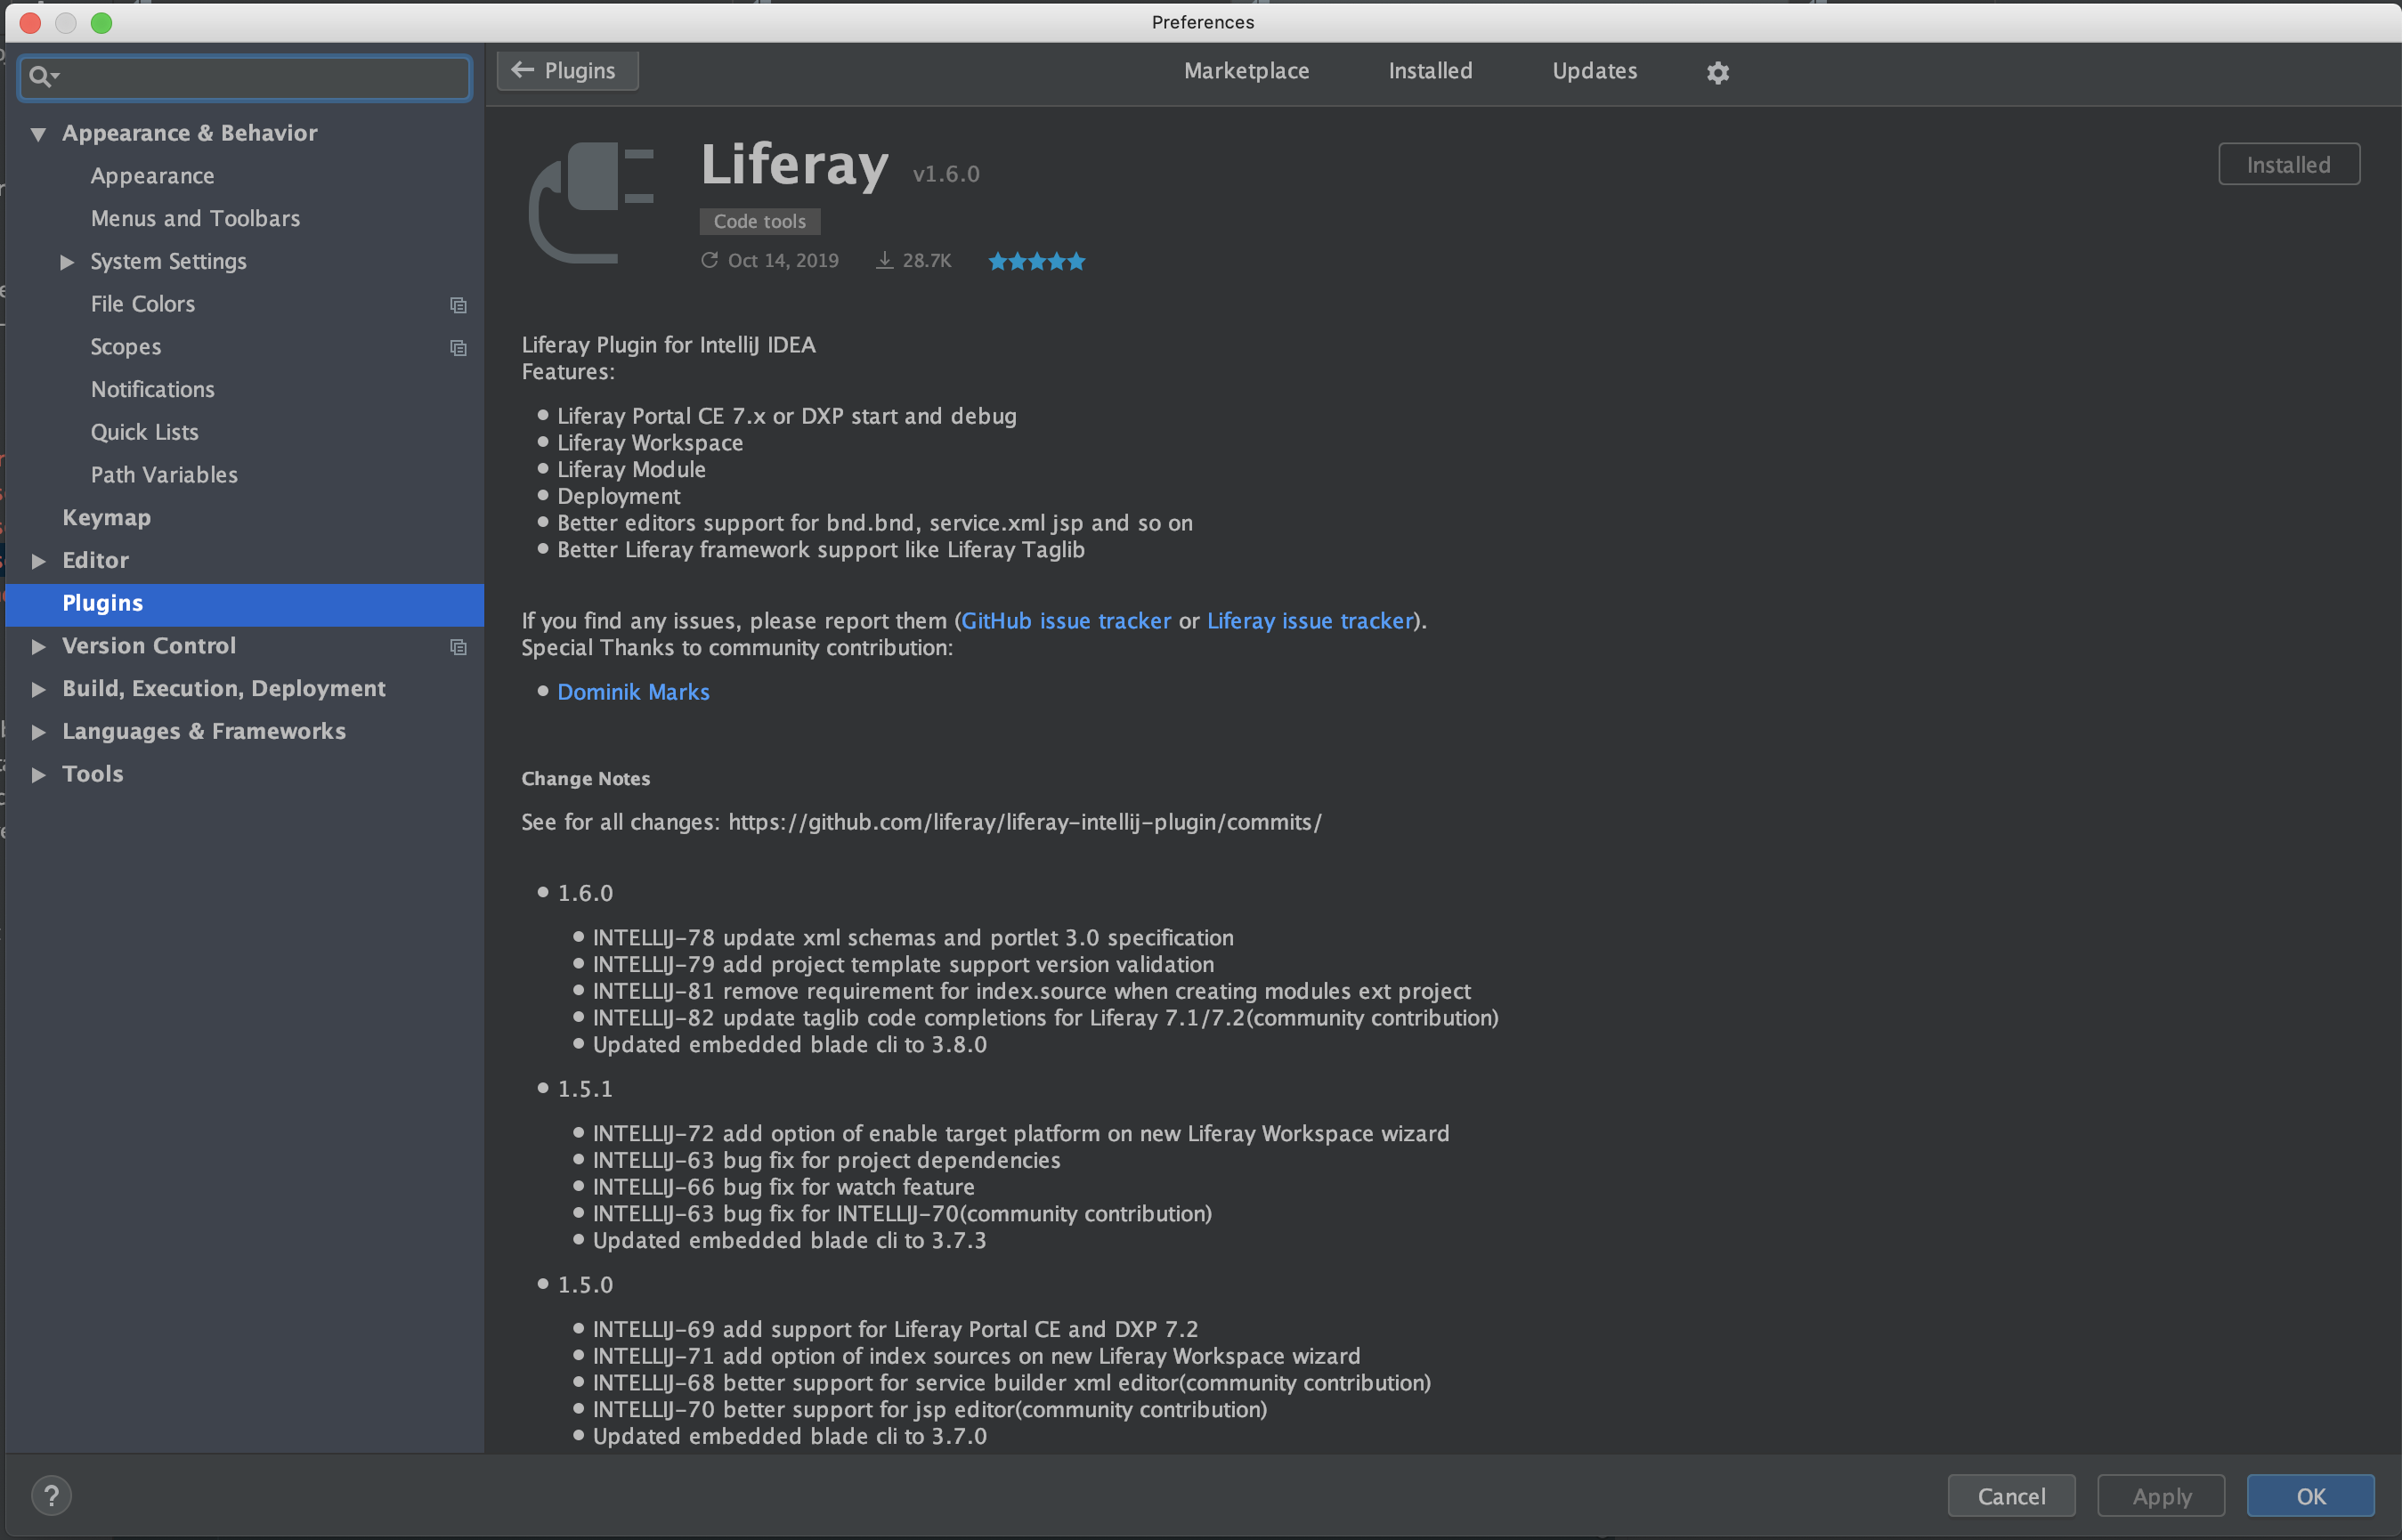 Preferences
Plugins
Marketplace
Installed
Updates
Appearance & Behavior
Appearance
Menus and Toolbars
System Settings
File Colors
Scopes
Notifications
Quick Lists
Path Variables
Keymap
Editor
Plugins
Version Control
Build, Execution, Deployment
Languages & Frameworks
Tools
Liferay v1.6.0
Installed
Code tools
Oct 14, 2019 28.7K
Liferay Plugin for IntelliJ IDEA
Features:
Liferay Portal CE 7.x or DXP start and debug
Liferay Workspace
Liferay Module
Deployment
Better editors support for bnd.bnd, service.xml jsp and so on
Better Liferay framework support like Liferay Taglib
If you find any issues, please report them (GitHub issue tracker or Liferay issue tracker).
Special Thanks to community contribution:
Dominik Marks
Change Notes
See for all changes: https://github.com/liferay/liferay-intellij-plugin/commits/
1.6.0
INTELLIJ-78 update xml schemas and portlet 3.0 specification
INTELLIJ-79 add project template support version validation
INTELLIJ-81 remove requirement for index.source when creating modules ext project
INTELLIJ-82 update taglib code completions for Liferay 7.1/7.2(community contribution)
Updated embedded blade cli to 3.8.0
1.5.1
INTELLIJ-72 add option of enable target platform on new Liferay Workspace wizard
INTELLIJ-63 bug fix for project dependencies
INTELLIJ-66 bug fix for watch feature
INTELLIJ-63 bug fix for INTELLIJ-70(community contribution)
Updated embedded blade cli to 3.7.3
1.5.0
INTELLIJ-69 add support for Liferay Portal CE and DXP 7.2
INTELLIJ-71 add option of index sources on new Liferay Workspace wizard
INTELLIJ-68 better support for service builder xml editor(community contribution)
INTELLIJ-70 better support for jsp editor(community contribution)
Updated embedded blade cli to 3.7.0
?
Cancel
Apply
OK